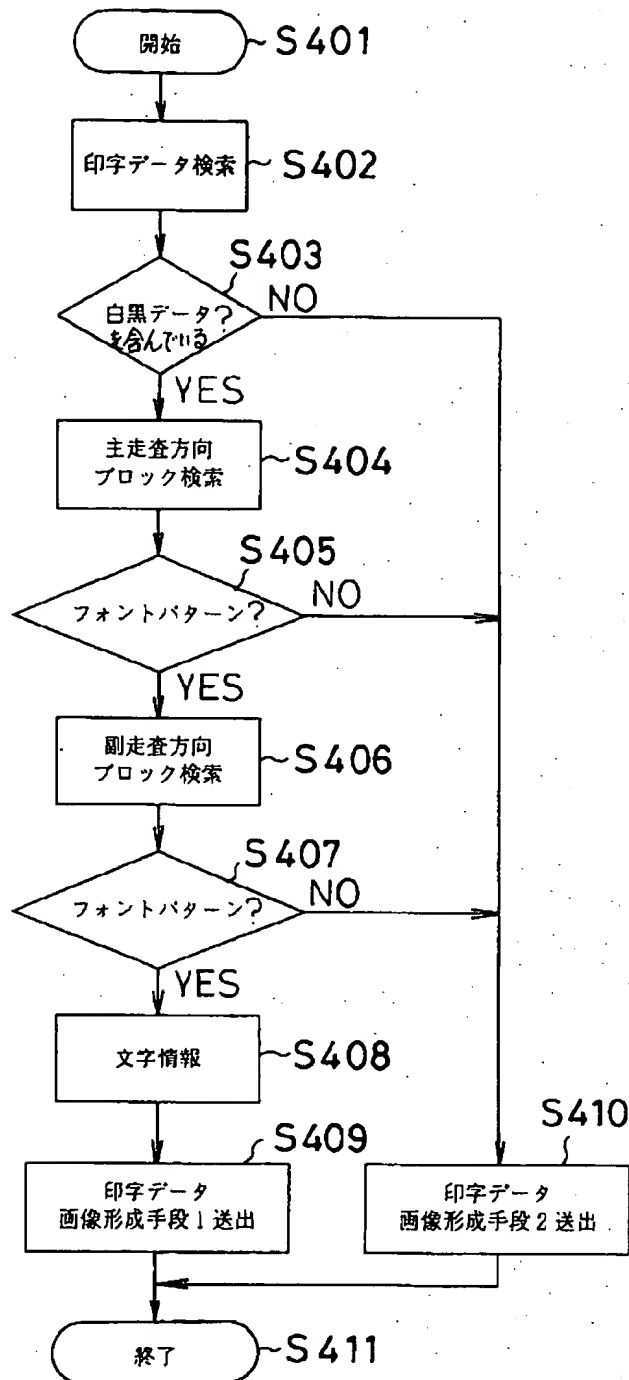 開始
S401
印字データ検索
S402
S403
白黒データ?
を含んでいる
NO
YES
主走査方向
ブロック検索
S404
S405
フォントパターン?
NO
YES
副走査方向
ブロック検索
S406
S407
フォントパターン?
NO
YES
文字情報
S408
S409
印字データ
画像形成手段1送出
S410
印字データ
画像形成手段2送出
終了
S411